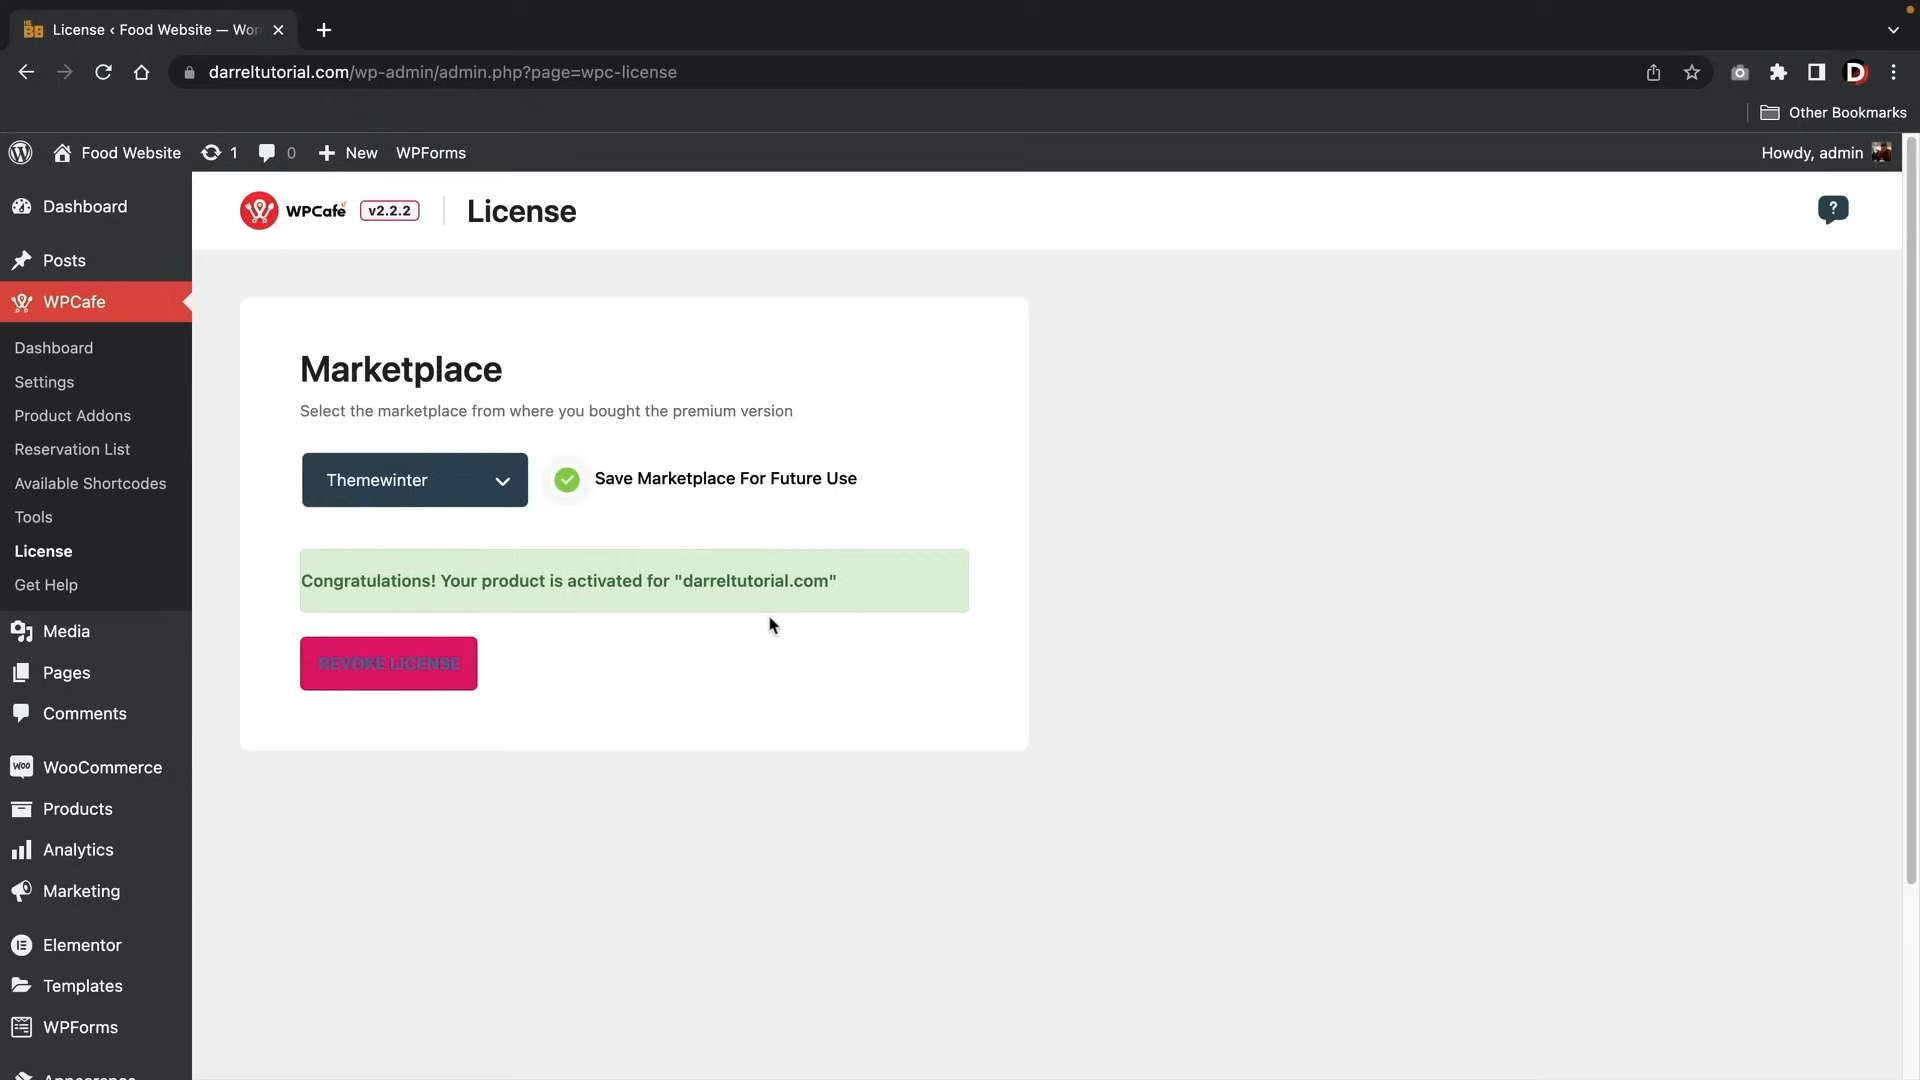 License ‹ Food Website — Wor
darreltutorial.com/wp-admin/admin.php?page=wpc-license
D
Other Bookmarks
Food Website 1 0 New WPForms
Howdy, admin
Dashboard
Posts
WPCafe
Dashboard
Settings
Product Addons
Reservation List
Available Shortcodes
Tools
License
Get Help
Media
Pages
Comments
Woo WooCommerce
Products
Analytics
Marketing
Elementor
Templates
WPForms
Appearance
WPCafe v2.2.2 License
?
Marketplace
Select the marketplace from where you bought the premium version
Themewinter
Save Marketplace For Future Use
Congratulations! Your product is activated for "darreltutorial.com"
REVOKE LICENSE